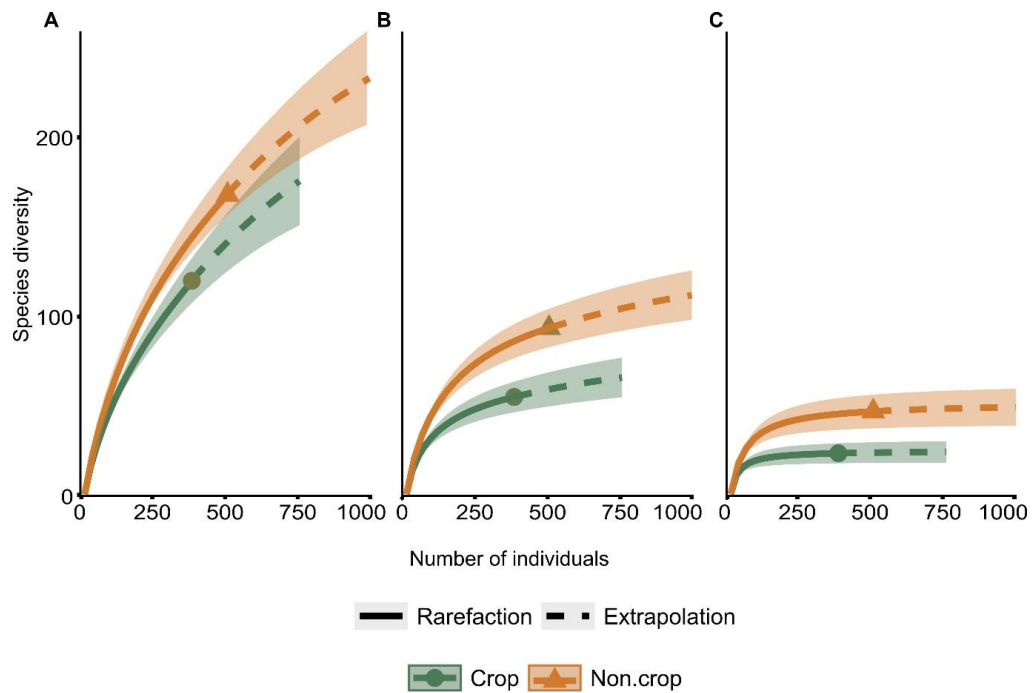 A
B
C
Species diversity
200
100
0
0 250 500 750 1000
0 250 500 750 1000
0 250 500 750 1000
Number of individuals
Rarefaction Extrapolation
Crop Non.crop